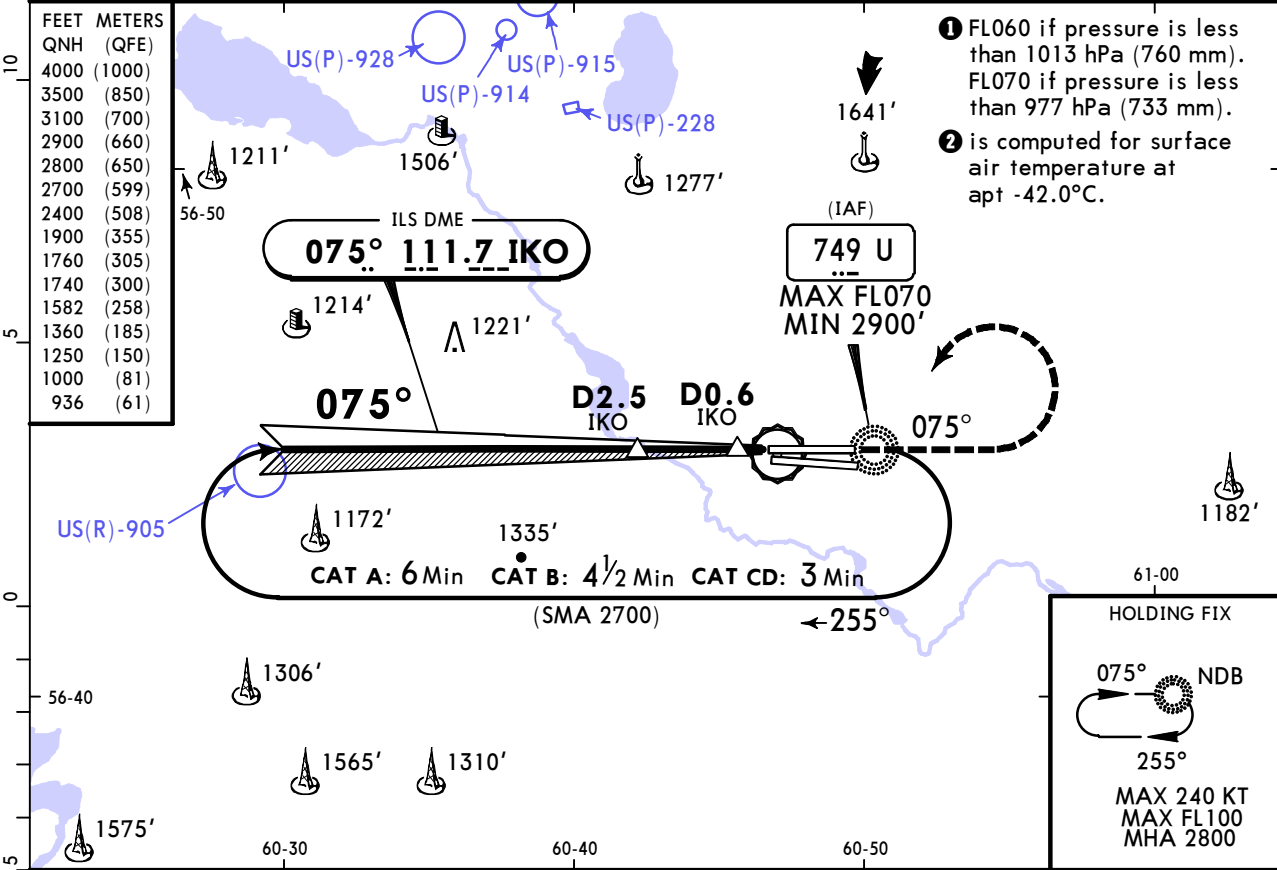 FEET METERS
QNH (QFE)
4000 (1000)
3500 (850)
3100 (700)
2900 (660)
2800 (650)
2700 (599)
2400 (508)
1900 (355)
1760 (305)
1740 (300)
1582 (258)
1360 (185)
1250 (150)
1000 (81)
936 (61)
10
5
0
5
US(P)-928
US(P)-915
US(P)-914
US(P)-228
1641'
❶ FL060 if pressure is less
than 1013 hPa (760 mm).
FL070 if pressure is less
than 977 hPa (733 mm).
❷ is computed for surface
air temperature at
apt -42.0°C.
1211'
1506'
1277'
56-50
ILS DME
075° 111.7 IKO
(IAF)
749 U
MAX FL070
MIN 2900'
1214'
1221'
075°
D2.5
IKO
D0.6
IKO
075°
US(R)-905
1172'
1335'
1182'
CAT A: 6 Min CAT B: 4½ Min CAT CD: 3 Min
(SMA 2700)
255°
61-00
1306'
56-40
1565'
1310'
1575'
60-30
60-40
60-50
HOLDING FIX
075°
NDB
255°
MAX 240 KT
MAX FL100
MHA 2800